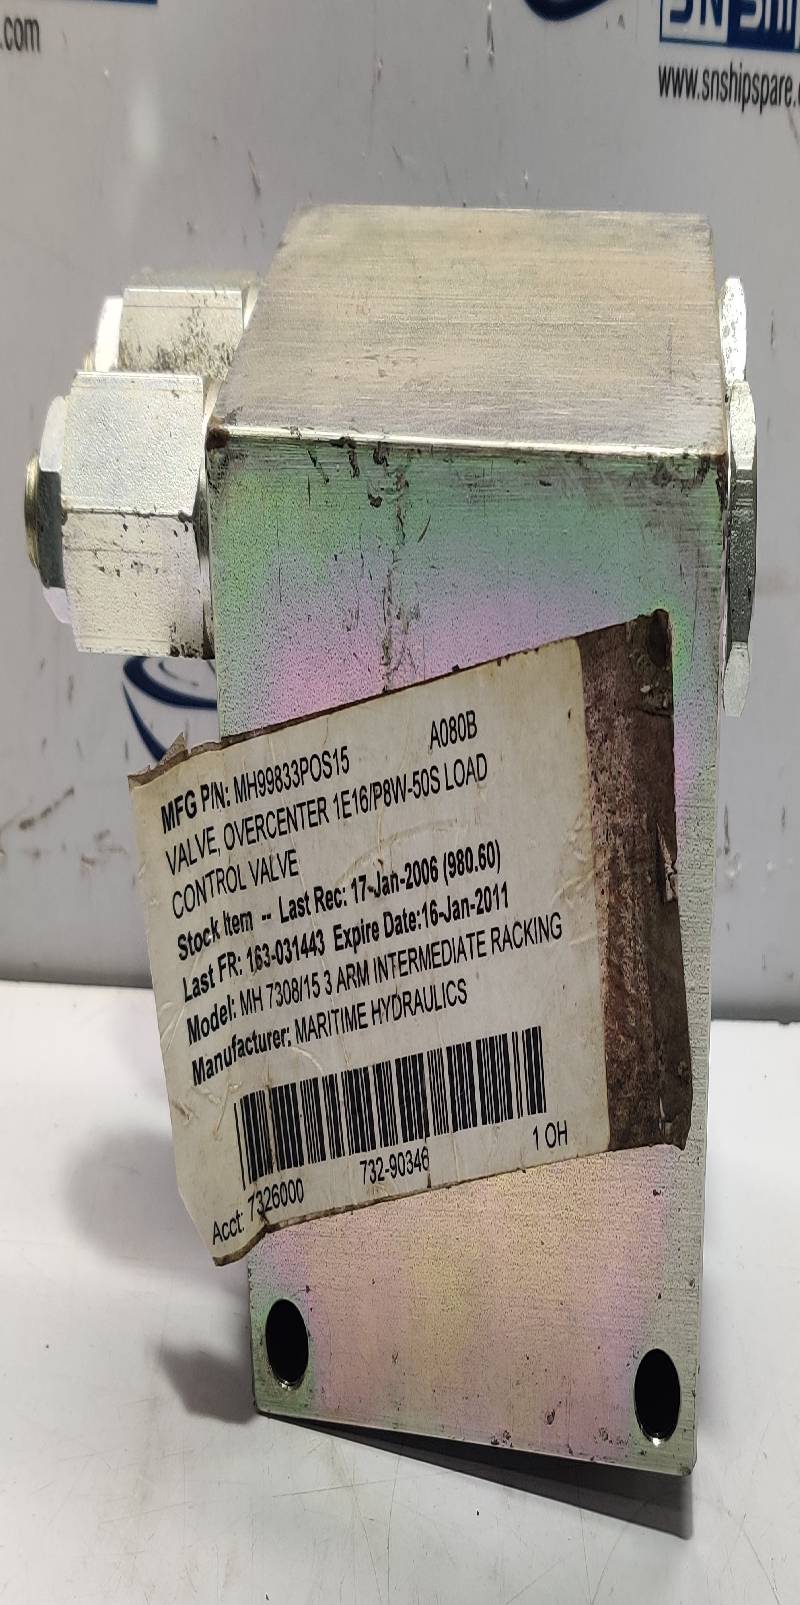 .com
SN Ship
www.snshipspare.
MFG P/N: MH99833POS15 A080B
VALVE, OVERCENTER 1E16/P8W-50S LOAD
CONTROL VALVE
Stock Item -- Last Rec: 17-Jan-2006 (980.60)
Last FR: 163-031443 Expire Date:16-Jan-2011
Model: MH 7308/15 3 ARM INTERMEDIATE RACKING
Manufacturer: MARITIME HYDRAULICS
Acct: 7326000 732-90346 1 OH